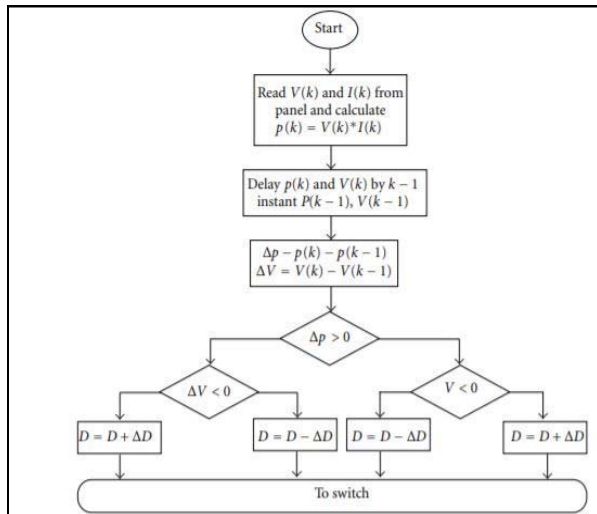 Start
Read V(k) and I(k) from
panel and calculate
p(k) = V(k)*I(k)
Delay p(k) and V(k) by k − 1
instant P(k − 1), V(k − 1)
Δp − p(k) − p(k − 1)
ΔV = V(k) − V(k − 1)
Δp > 0
ΔV < 0
V < 0
D = D + ΔD
D = D − ΔD
D = D − ΔD
D = D + ΔD
To switch